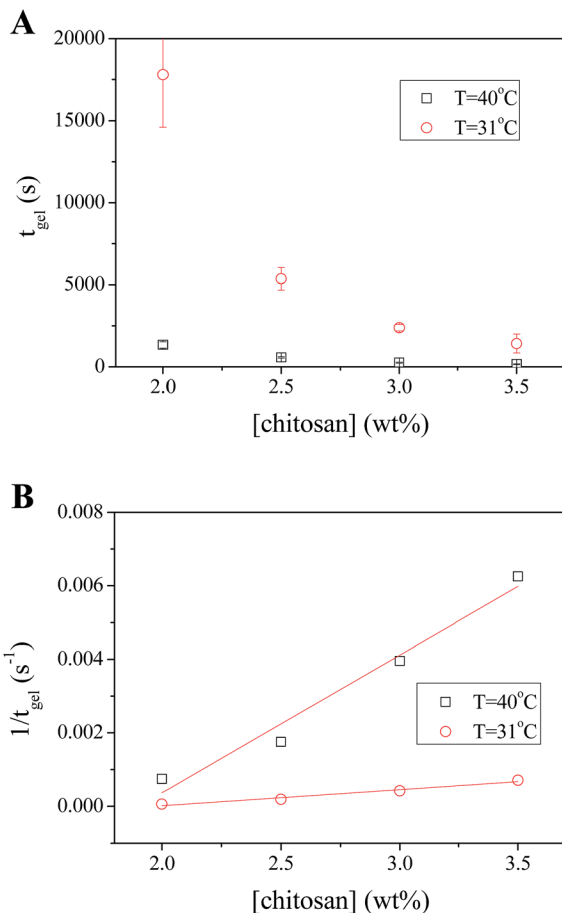 A
20000
15000
10000
5000
0
t_gel (s)
T=40°C
T=31°C
2.0 2.5 3.0 3.5
[chitosan] (wt%)
B
0.008
0.006
0.004
0.002
0.000
1/t_gel (s⁻¹)
T=40°C
T=31°C
2.0 2.5 3.0 3.5
[chitosan] (wt%)